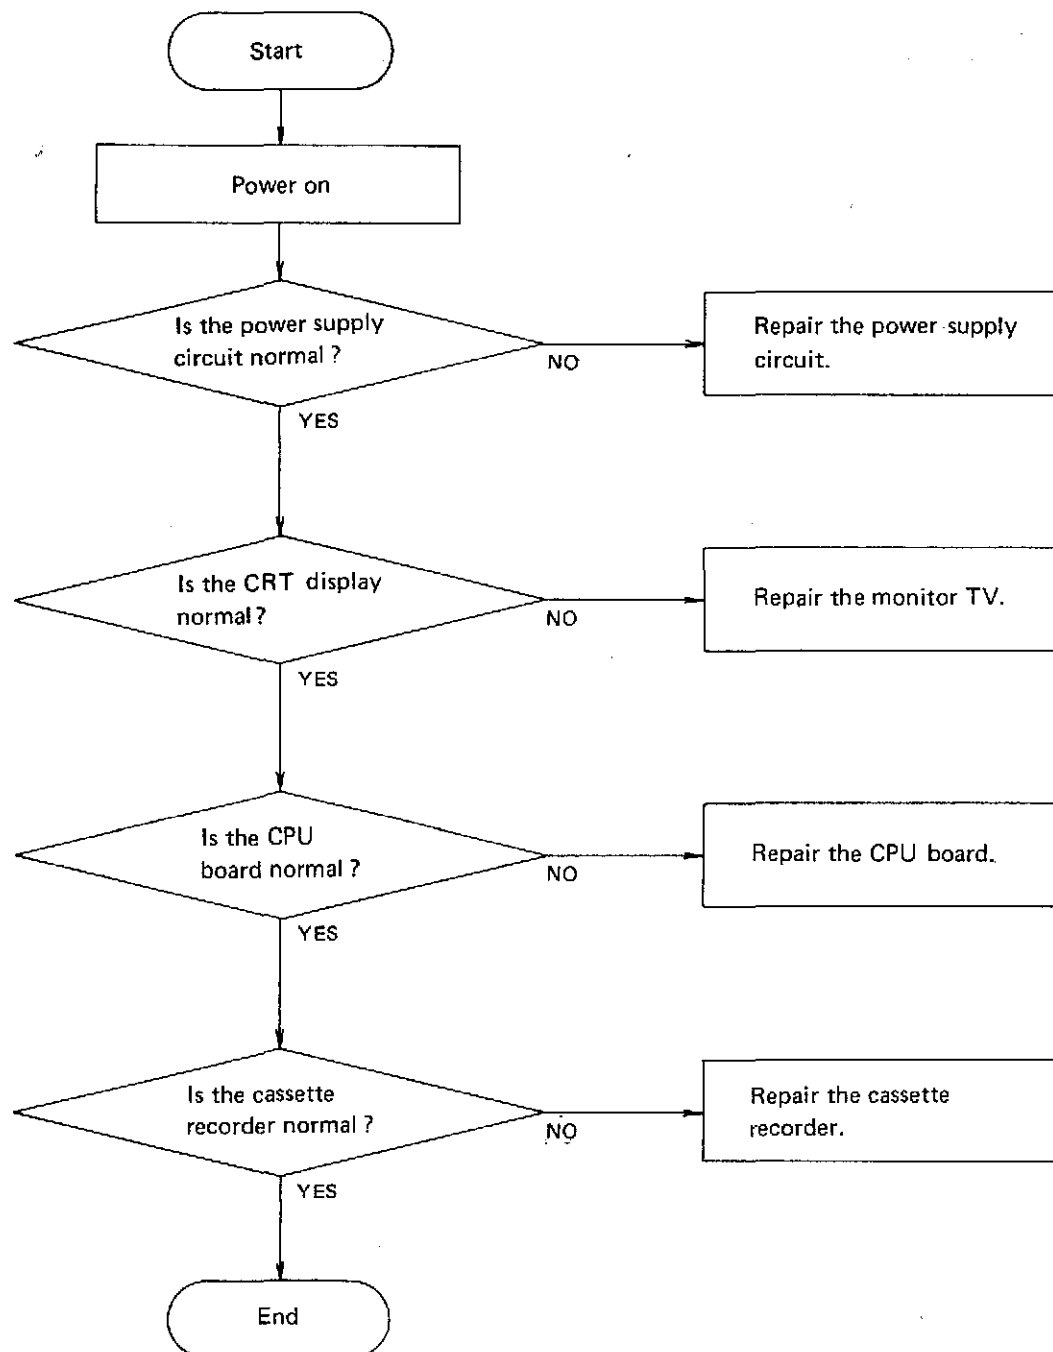 Start
Power on
Is the power supply
circuit normal ?
NO
Repair the power supply
circuit.
YES
Is the CRT display
normal ?
NO
Repair the monitor TV.
YES
Is the CPU
board normal ?
NO
Repair the CPU board.
YES
Is the cassette
recorder normal ?
NO
Repair the cassette
recorder.
YES
End